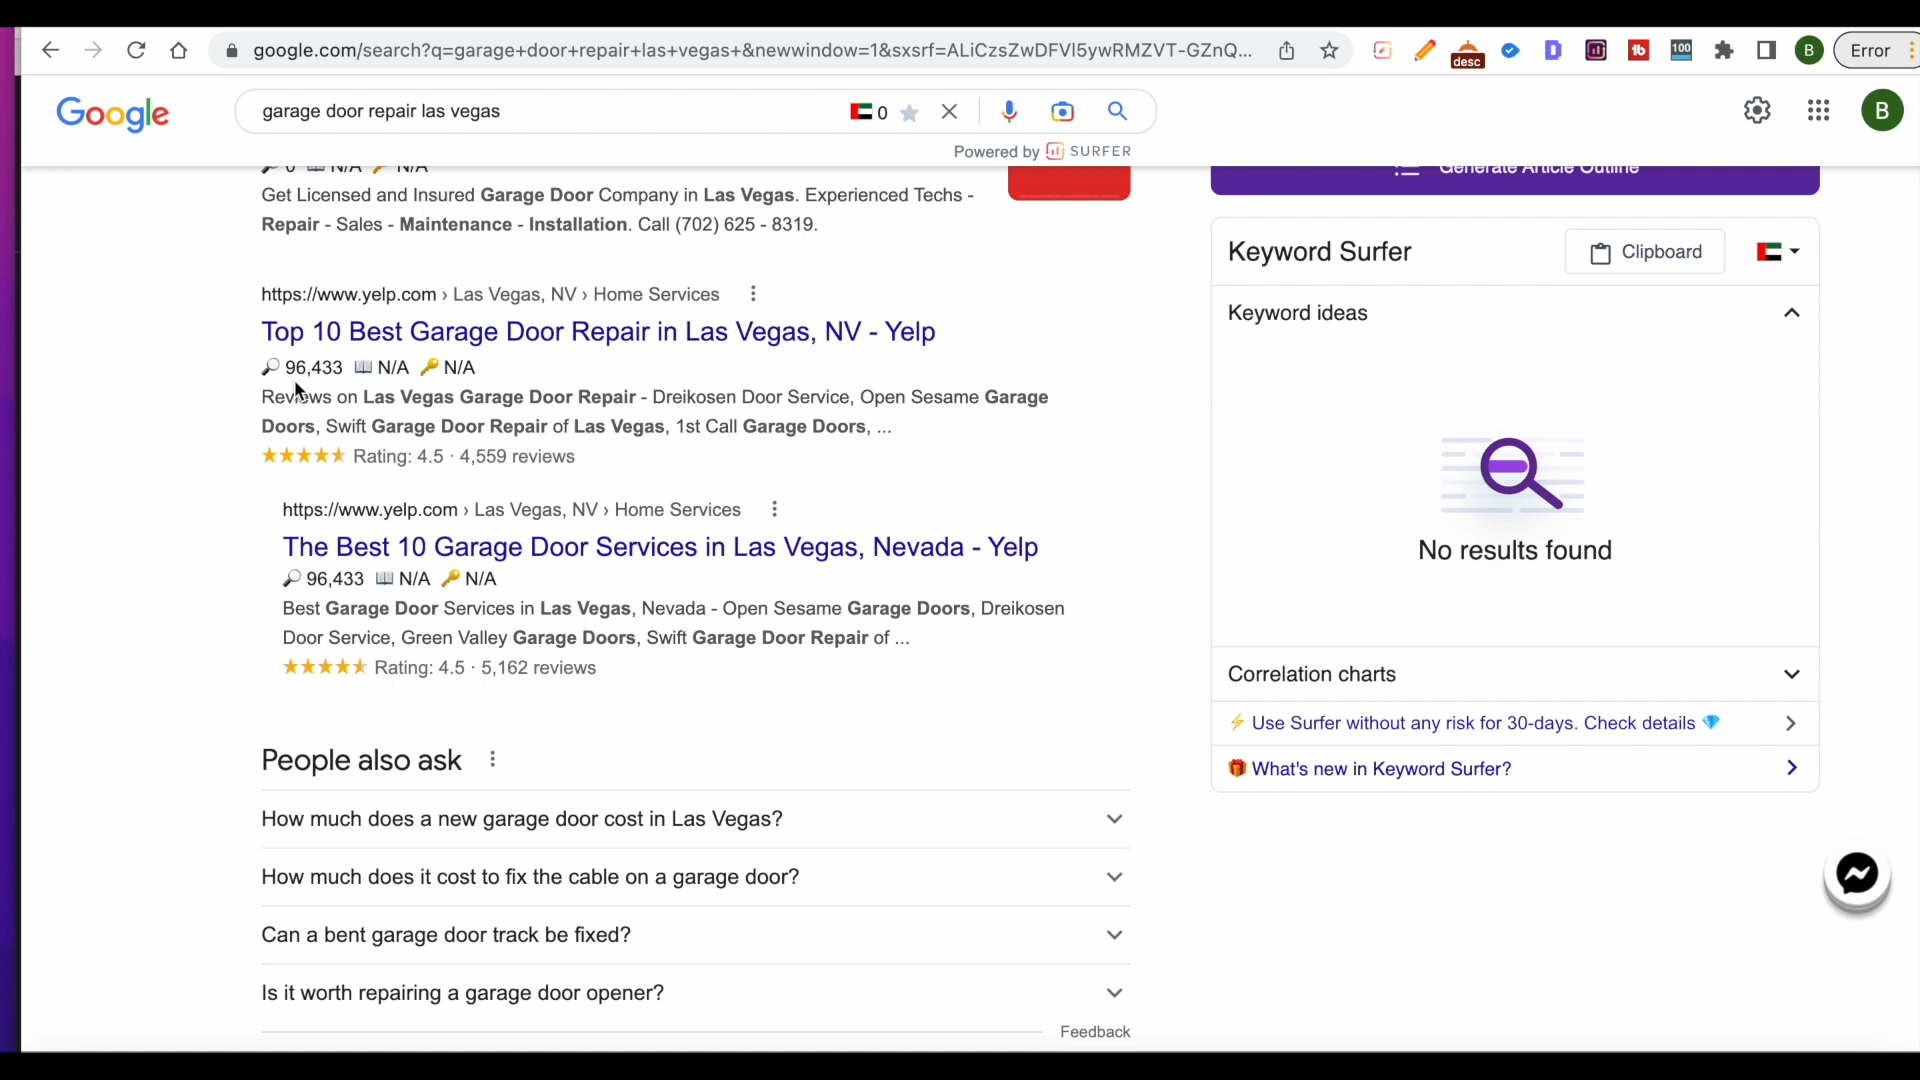 google.com/search?q=garage+door+repair+las+vegas+&newwindow=1&sxsrf=ALiCzsZwDFVl5ywRMZVT-GZnQ...
desc
D
tb
100
B
Error
Google
garage door repair las vegas
0
B
Powered by SURFER
0 N/A N/A
Generate Article Outline
Get Licensed and Insured Garage Door Company in Las Vegas. Experienced Techs -
Repair - Sales - Maintenance - Installation. Call (702) 625 - 8319.
https://www.yelp.com › Las Vegas, NV › Home Services
Top 10 Best Garage Door Repair in Las Vegas, NV - Yelp
96,433 N/A N/A
Reviews on Las Vegas Garage Door Repair - Dreikosen Door Service, Open Sesame Garage
Doors, Swift Garage Door Repair of Las Vegas, 1st Call Garage Doors, ...
Rating: 4.5 · 4,559 reviews
https://www.yelp.com › Las Vegas, NV › Home Services
The Best 10 Garage Door Services in Las Vegas, Nevada - Yelp
96,433 N/A N/A
Best Garage Door Services in Las Vegas, Nevada - Open Sesame Garage Doors, Dreikosen
Door Service, Green Valley Garage Doors, Swift Garage Door Repair of ...
Rating: 4.5 · 5,162 reviews
People also ask
How much does a new garage door cost in Las Vegas?
How much does it cost to fix the cable on a garage door?
Can a bent garage door track be fixed?
Is it worth repairing a garage door opener?
Feedback
Keyword Surfer
Clipboard
Keyword ideas
No results found
Correlation charts
Use Surfer without any risk for 30-days. Check details
What's new in Keyword Surfer?